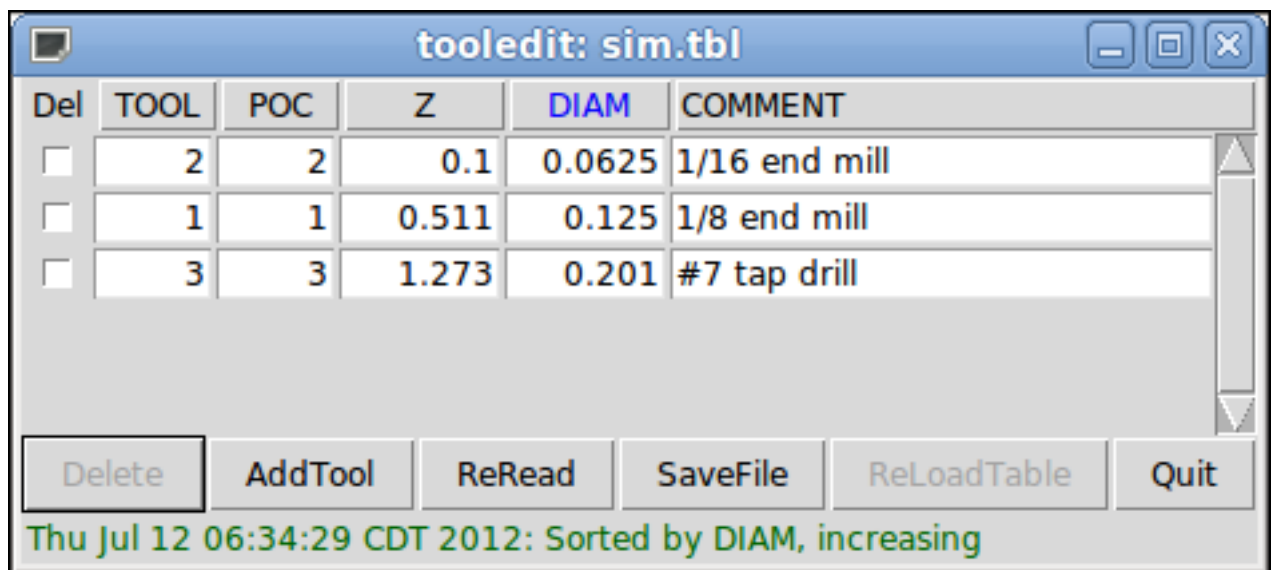 tooledit: sim.tbl
Del TOOL POC Z DIAM COMMENT
2 2 0.1 0.0625 1/16 end mill
1 1 0.511 0.125 1/8 end mill
3 3 1.273 0.201 #7 tap drill
Delete AddTool ReRead SaveFile ReLoadTable Quit
Thu Jul 12 06:34:29 CDT 2012: Sorted by DIAM, increasing